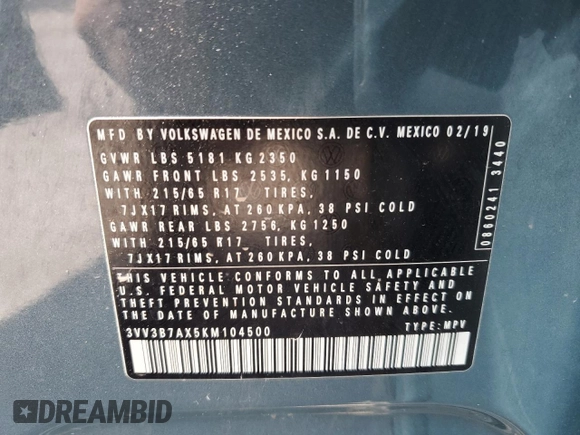 MFD BY VOLKSWAGEN DE MEXICO S.A. DE C.V. MEXICO 02/19
GVWR LBS 5181 KG 2350
GAWR FRONT LBS 2535, KG 1150
WITH 215/65 R17 TIRES,
7JX17 RIMS, AT 260 KPA, 38 PSI COLD
GAWR REAR LBS 2756, KG 1250
WITH 215/65 R17 TIRES,
7JX17 RIMS, AT 260 KPA, 38 PSI COLD
THIS VEHICLE CONFORMS TO ALL APPLICABLE
U.S. FEDERAL MOTOR VEHICLE SAFETY AND
THEFT PREVENTION STANDARDS IN EFFECT ON
THE DATE OF MANUFACTURE SHOWN ABOVE.
3VV3B7AX5KM104500 TYPE: MPV
0860241 3440
DREAMBID